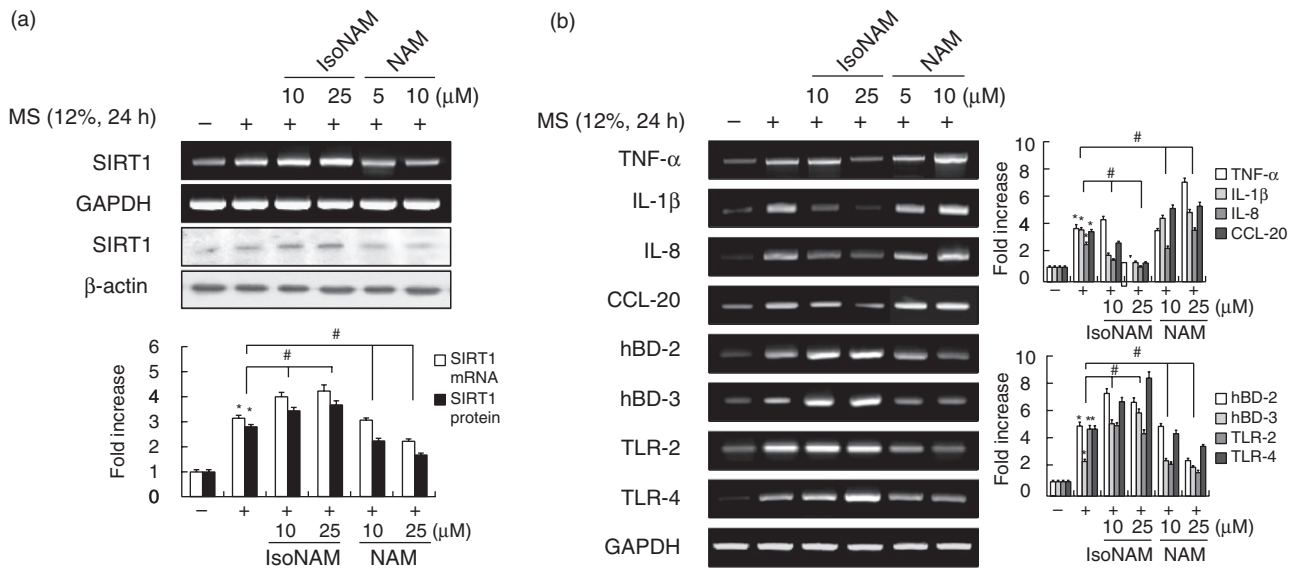 (a)
IsoNAM NAM
10 25 5 10 (μM)
MS (12%, 24 h) – + + + + +
SIRT1
GAPDH
SIRT1
β-actin
Fold increase
6
5
4
3
2
1
0
* *
# #
SIRT1 mRNA
SIRT1 protein
– + + + + +
10 25 10 25 (μM)
IsoNAM NAM
(b)
IsoNAM NAM
10 25 5 10 (μM)
MS (12%, 24 h) – + + + + +
TNF-α
IL-1β
IL-8
CCL-20
hBD-2
hBD-3
TLR-2
TLR-4
GAPDH
Fold increase
10
8
6
4
2
0
* * * *
# #
TNF-α
IL-1β
IL-8
CCL-20
– + + + + +
10 25 10 25 (μM)
IsoNAM NAM
Fold increase
10
8
6
4
2
0
* * **
# #
hBD-2
hBD-3
TLR-2
TLR-4
– + + + + +
10 25 10 25 (μM)
IsoNAM NAM